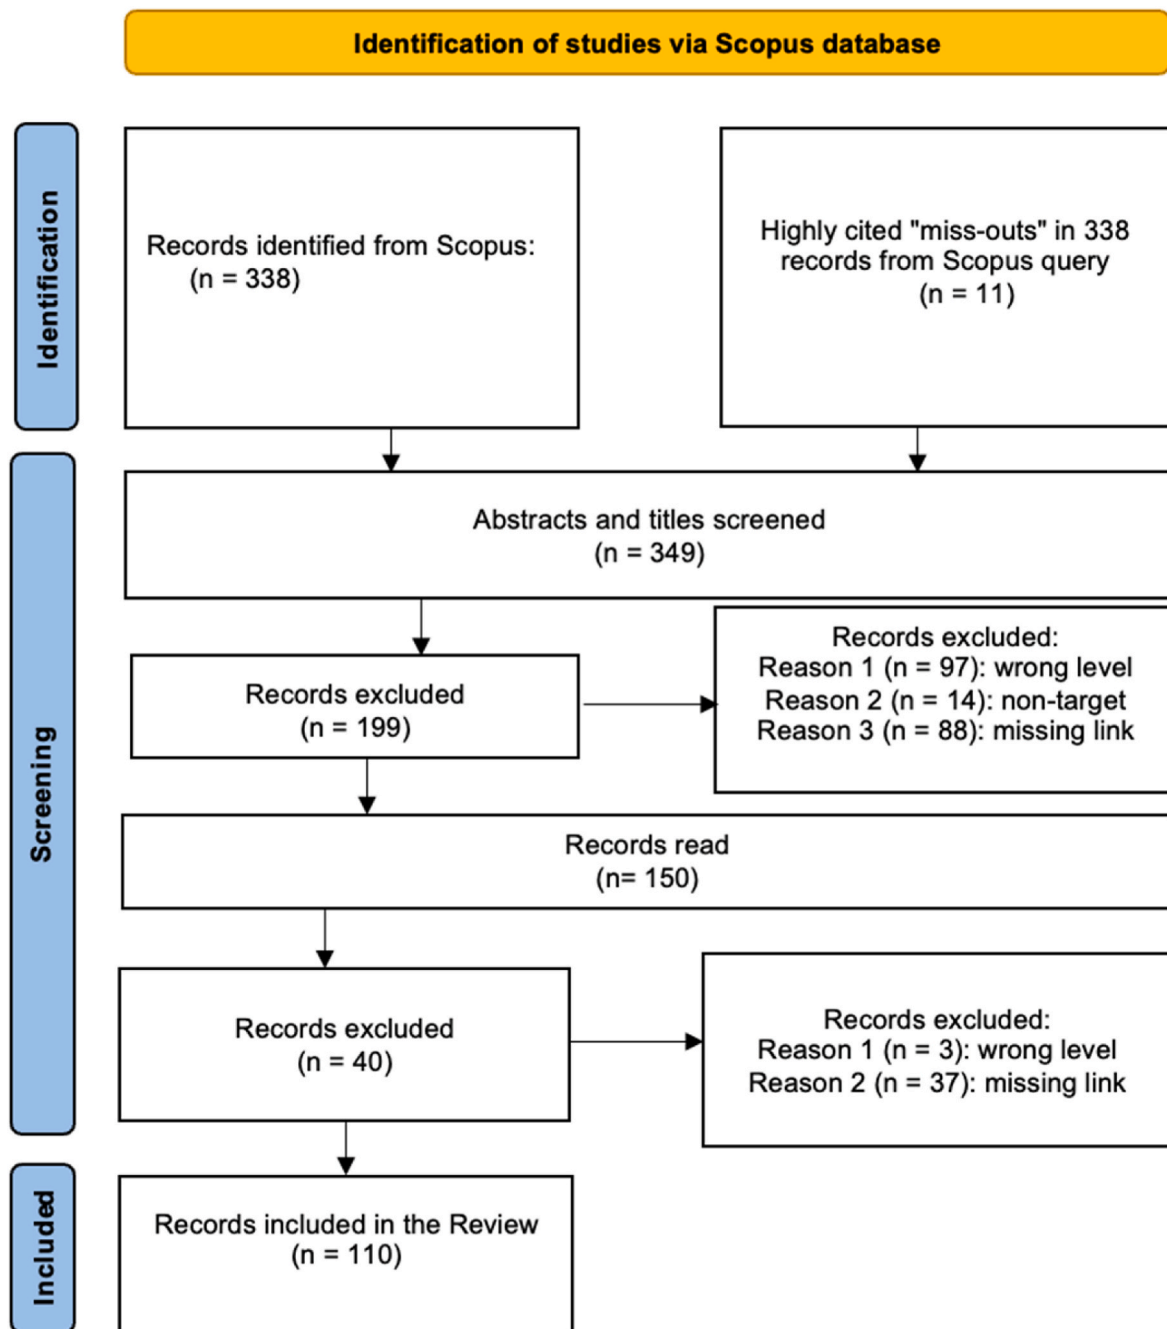 Identification of studies via Scopus database
Identification
Records identified from Scopus:
(n = 338)
Highly cited "miss-outs" in 338
records from Scopus query
(n = 11)
Screening
Abstracts and titles screened
(n = 349)
Records excluded
(n = 199)
Records excluded:
Reason 1 (n = 97): wrong level
Reason 2 (n = 14): non-target
Reason 3 (n = 88): missing link
Records read
(n= 150)
Records excluded
(n = 40)
Records excluded:
Reason 1 (n = 3): wrong level
Reason 2 (n = 37): missing link
Included
Records included in the Review
(n = 110)